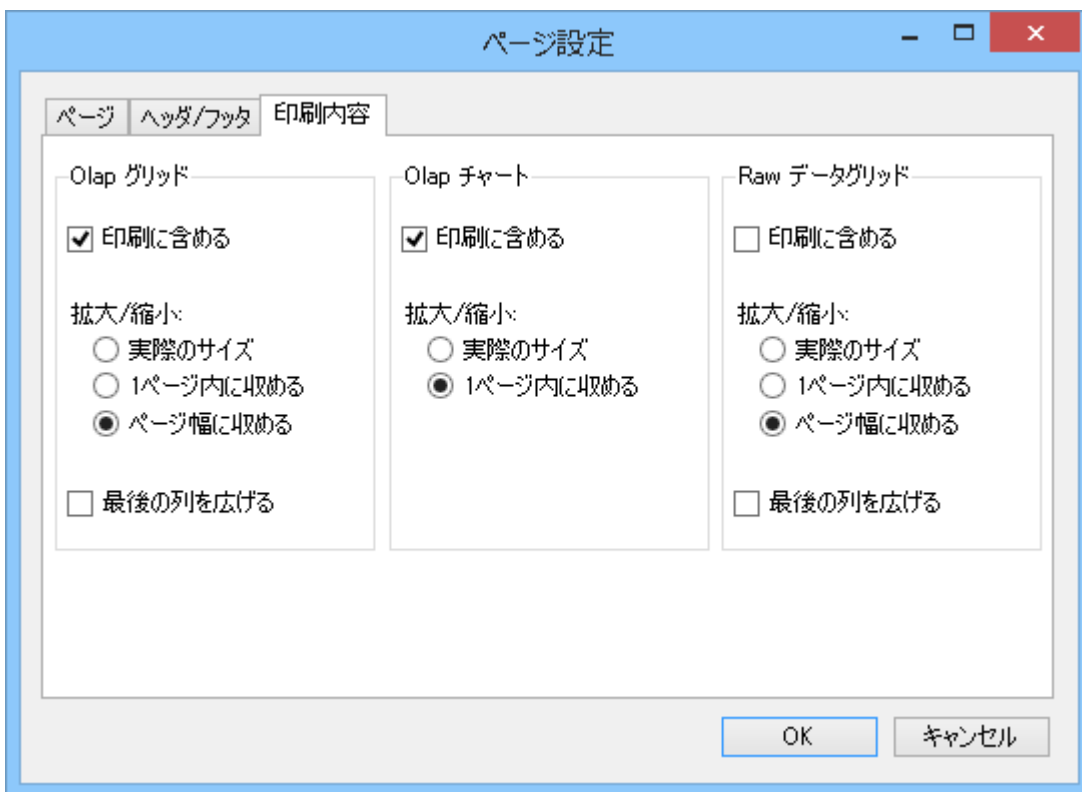 ページ設定
ページ ヘッダ/フッタ 印刷内容
Olap グリッド
印刷に含める
拡大/縮小:
実際のサイズ
1ページ内に収める
ページ幅に収める
最後の列を広げる
Olap チャート
印刷に含める
拡大/縮小:
実際のサイズ
1ページ内に収める
Raw データグリッド
印刷に含める
拡大/縮小:
実際のサイズ
1ページ内に収める
ページ幅に収める
最後の列を広げる
OK キャンセル